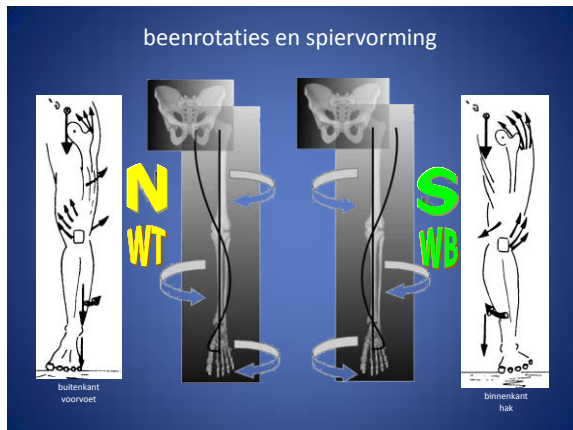 beenrotaties en spiervorming
N
WT
S
WB
buitenkant
voorvoet
binnenkant
hak